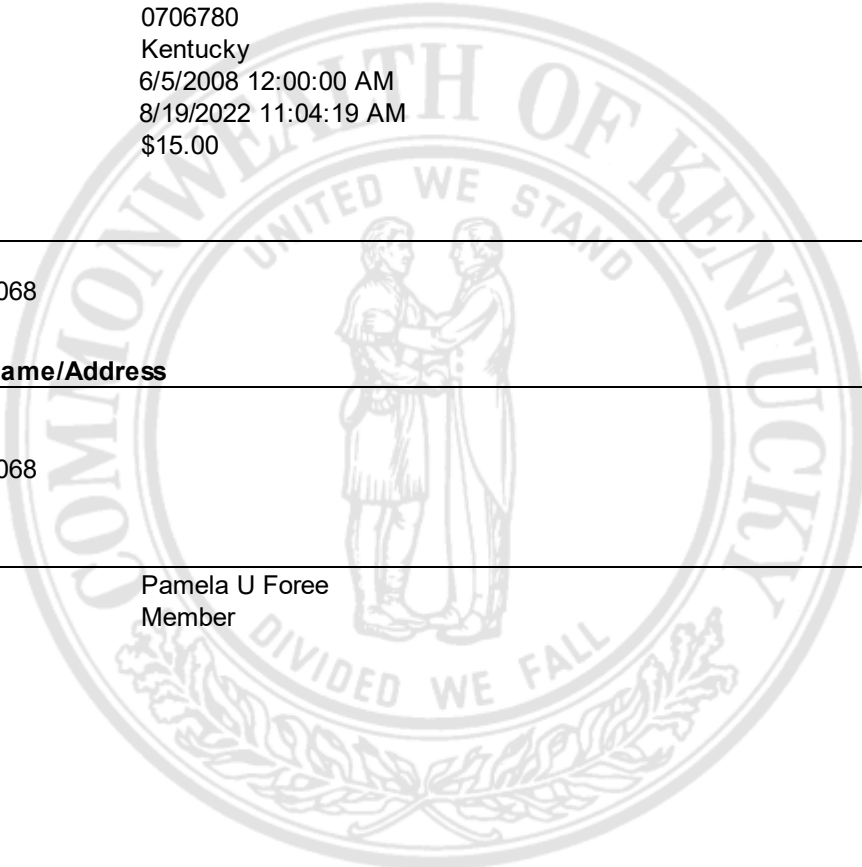 0706780
Kentucky
6/5/2008 12:00:00 AM
8/19/2022 11:04:19 AM
$15.00
COMMONWEALTH OF KENTUCKY
UNITED WE STAND
068
ame/Address
068
Pamela U Foree
Member
DIVIDED WE FALL